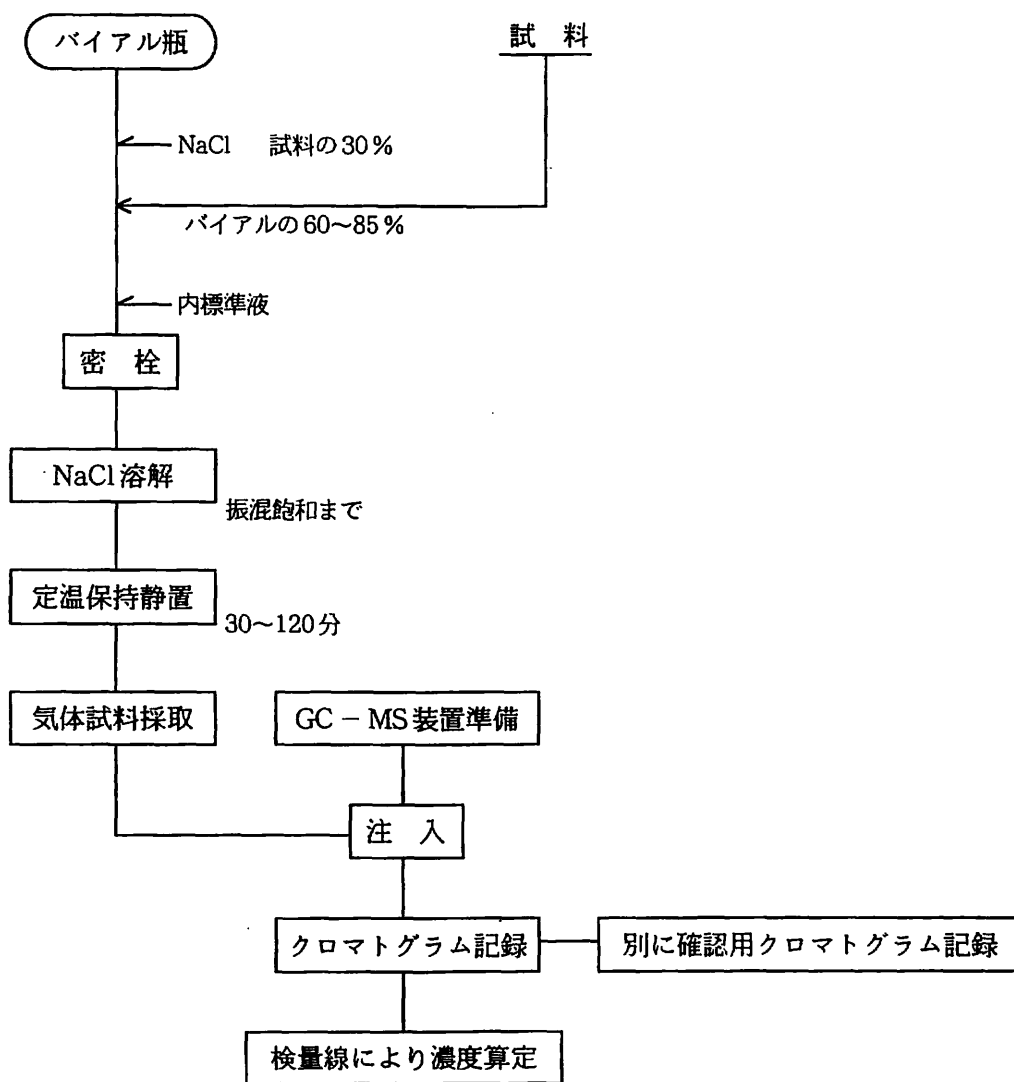 バイアル瓶
試 料
NaCl 試料の30%
バイアルの60~85%
内標準液
密 栓
NaCl溶解
振混飽和まで
定温保持静置
30~120分
気体試料採取
GC-MS装置準備
注 入
クロマトグラム記録
別に確認用クロマトグラム記録
検量線により濃度算定